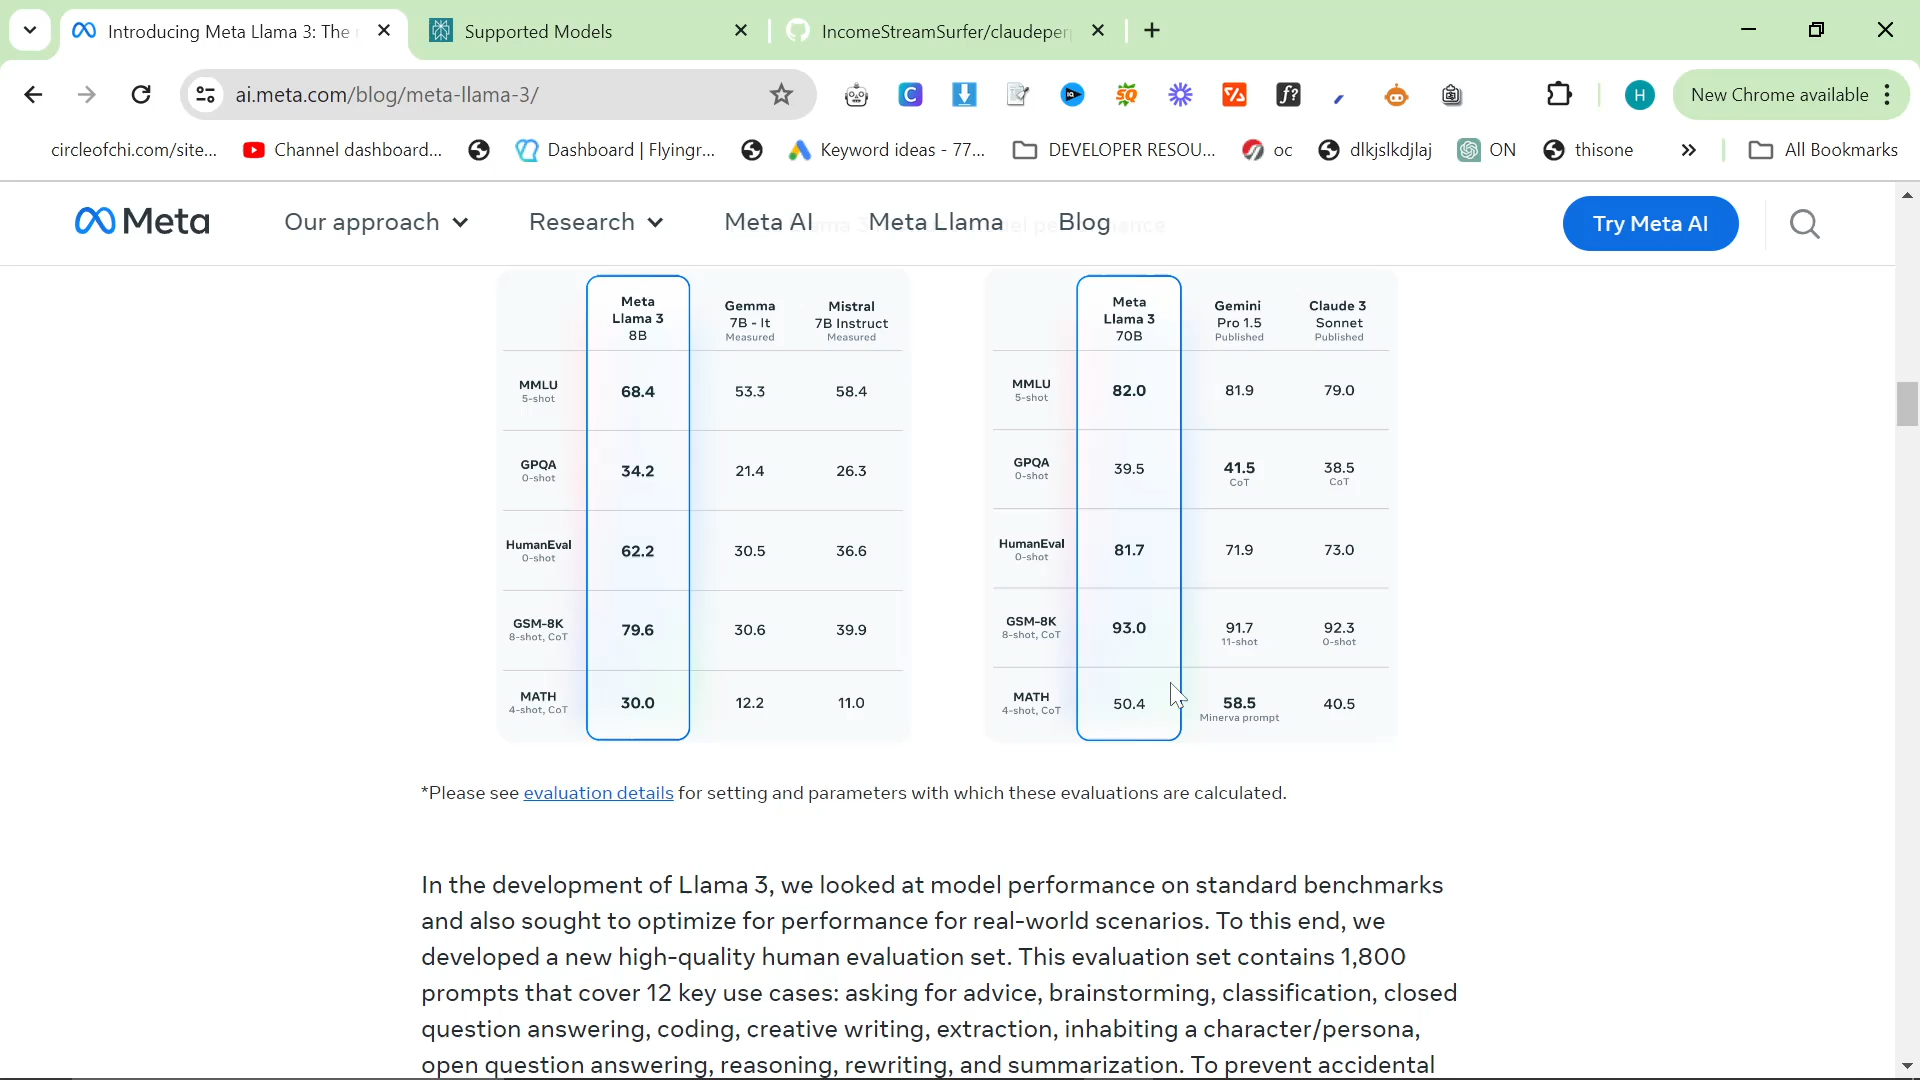 Introducing Meta Llama 3: The
Supported Models
IncomeStreamSurfer/claudeper
ai.meta.com/blog/meta-llama-3/
New Chrome available
circleofchi.com/site...
Channel dashboard...
Dashboard | Flyingr...
Keyword ideas - 77...
DEVELOPER RESOU...
oc
dlkjslkdjlaj
ON
thisone
»
All Bookmarks
Meta
Our approach
Research
Meta AI
Meta Llama
Blog
Try Meta AI
Meta Llama 3 8B
Gemma 7B - It Measured
Mistral 7B Instruct Measured
MMLU 5-shot 68.4 53.3 58.4
GPQA 0-shot 34.2 21.4 26.3
HumanEval 0-shot 62.2 30.5 36.6
GSM-8K 8-shot, CoT 79.6 30.6 39.9
MATH 4-shot, CoT 30.0 12.2 11.0
Meta Llama 3 70B
Gemini Pro 1.5 Published
Claude 3 Sonnet Published
MMLU 5-shot 82.0 81.9 79.0
GPQA 0-shot 39.5 41.5 CoT 38.5 CoT
HumanEval 0-shot 81.7 71.9 73.0
GSM-8K 8-shot, CoT 93.0 91.7 11-shot 92.3 0-shot
MATH 4-shot, CoT 50.4 58.5 Minerva prompt 40.5
*Please see evaluation details for setting and parameters with which these evaluations are calculated.
In the development of Llama 3, we looked at model performance on standard benchmarks
and also sought to optimize for performance for real-world scenarios. To this end, we
developed a new high-quality human evaluation set. This evaluation set contains 1,800
prompts that cover 12 key use cases: asking for advice, brainstorming, classification, closed
question answering, coding, creative writing, extraction, inhabiting a character/persona,
open question answering, reasoning, rewriting, and summarization. To prevent accidental